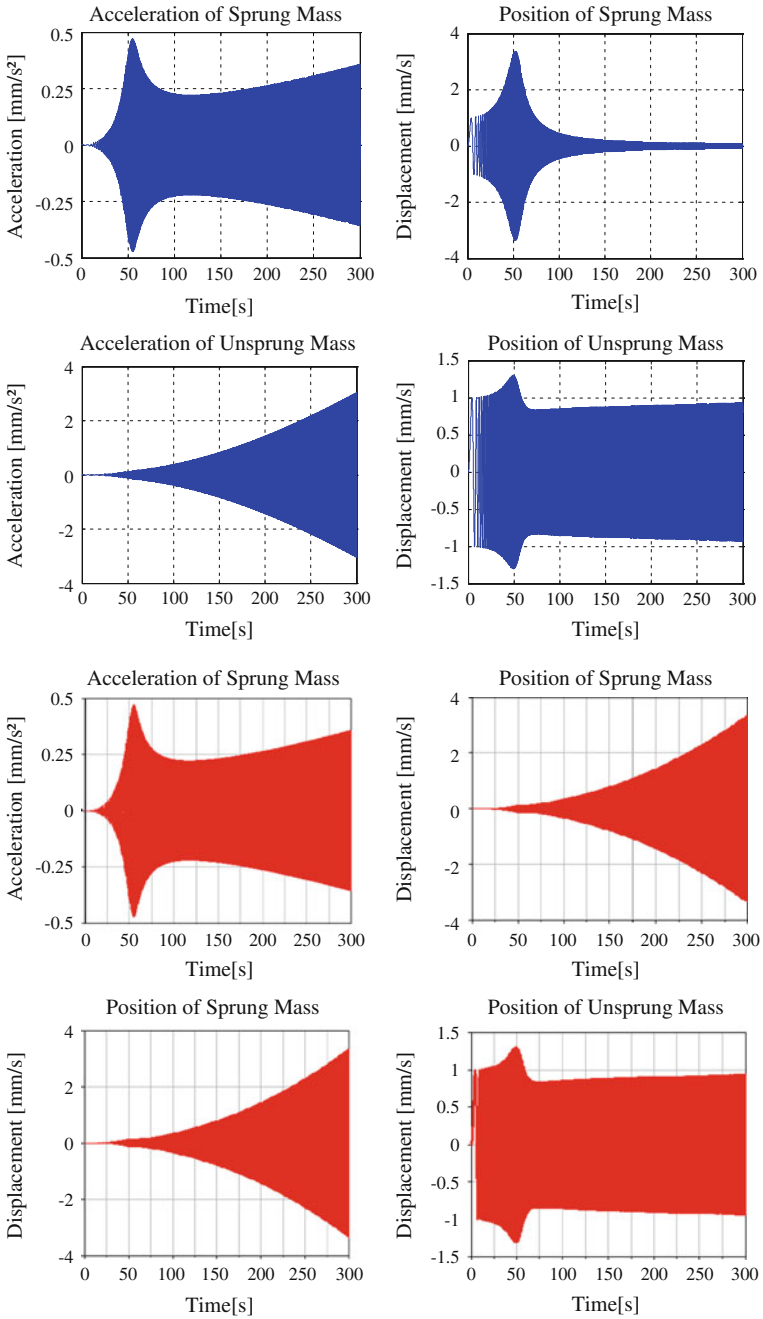 Acceleration of Sprung Mass
Acceleration [mm/s²]
0.5
0.25
0
-0.25
-0.5
0 50 100 150 200 250 300
Time[s]
Position of Sprung Mass
Displacement [mm/s]
4
2
0
-2
-4
0 50 100 150 200 250 300
Time[s]
Acceleration of Unsprung Mass
Acceleration [mm/s²]
4
2
0
-2
-4
0 50 100 150 200 250 300
Time[s]
Position of Unsprung Mass
Displacement [mm/s]
1.5
1
0.5
0
-0.5
-1
-1.5
0 50 100 150 200 250 300
Time[s]
Acceleration of Sprung Mass
Acceleration [mm/s²]
0.5
0.25
0
-0.25
-0.5
0 50 100 150 200 250 300
Time[s]
Position of Sprung Mass
Displacement [mm/s]
4
2
0
-2
-4
0 50 100 150 200 250 300
Time[s]
Position of Sprung Mass
Displacement [mm/s]
4
2
0
-2
-4
0 50 100 150 200 250 300
Time[s]
Position of Unsprung Mass
Displacement [mm/s]
1.5
1
0.5
0
-0.5
-1
-1.5
0 50 100 150 200 250 300
Time[s]